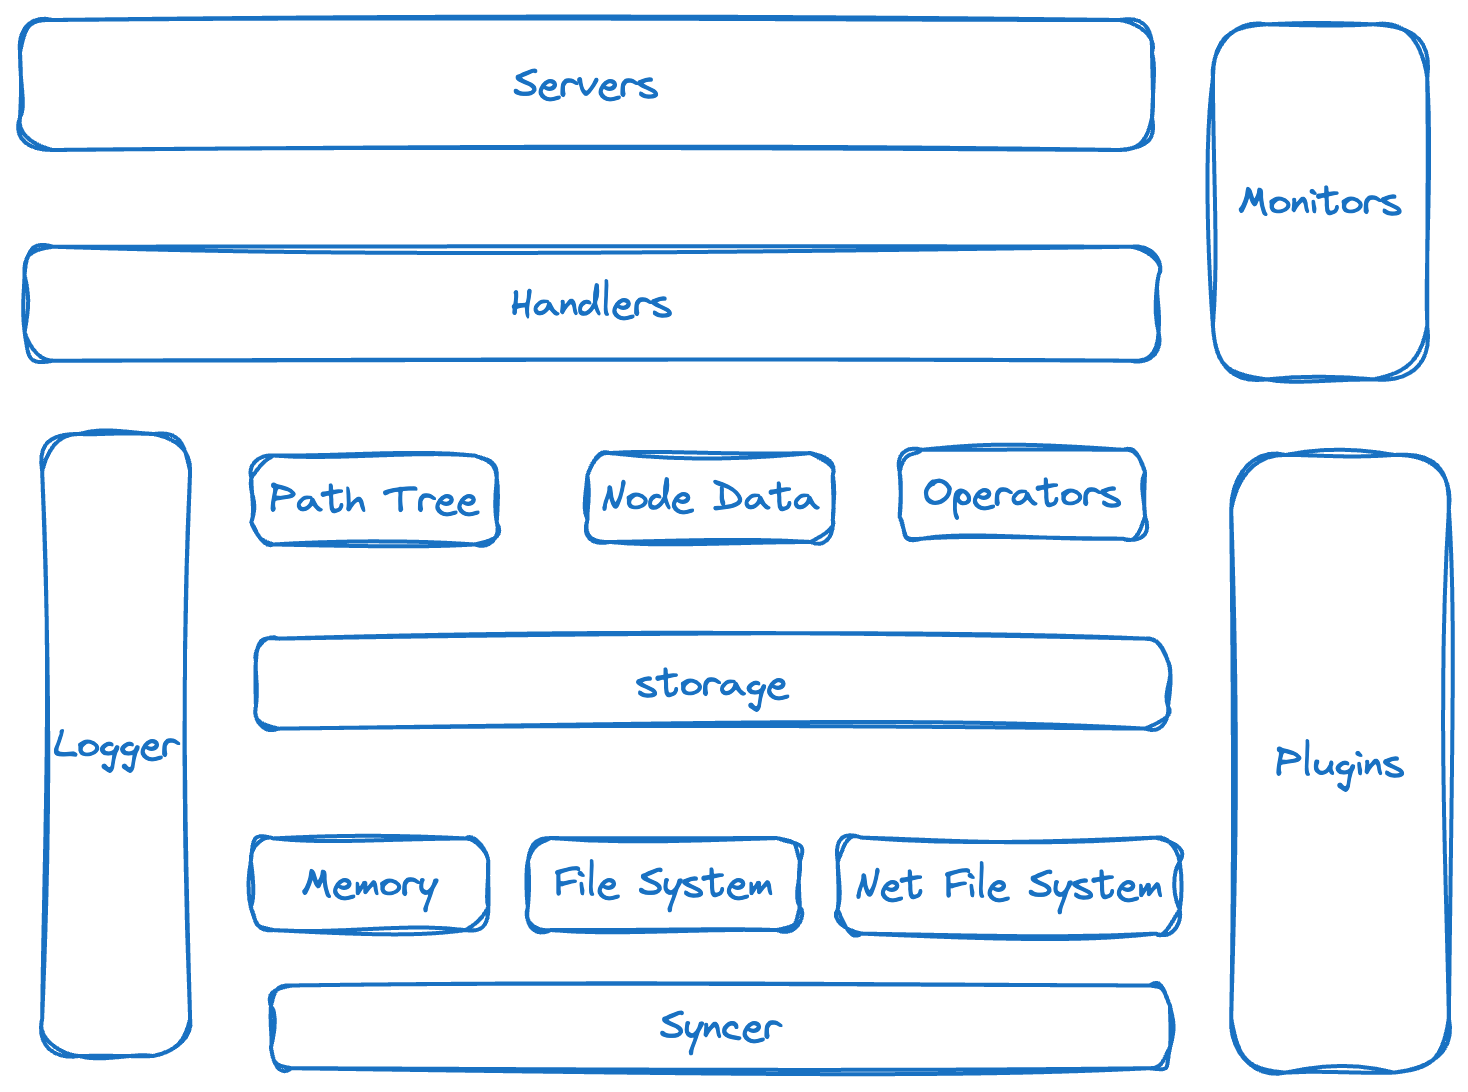 Servers
Monitors
Handlers
Path Tree
Node Data
Operators
storage
Logger
Plugins
Memory
File System
Net File System
Syncer